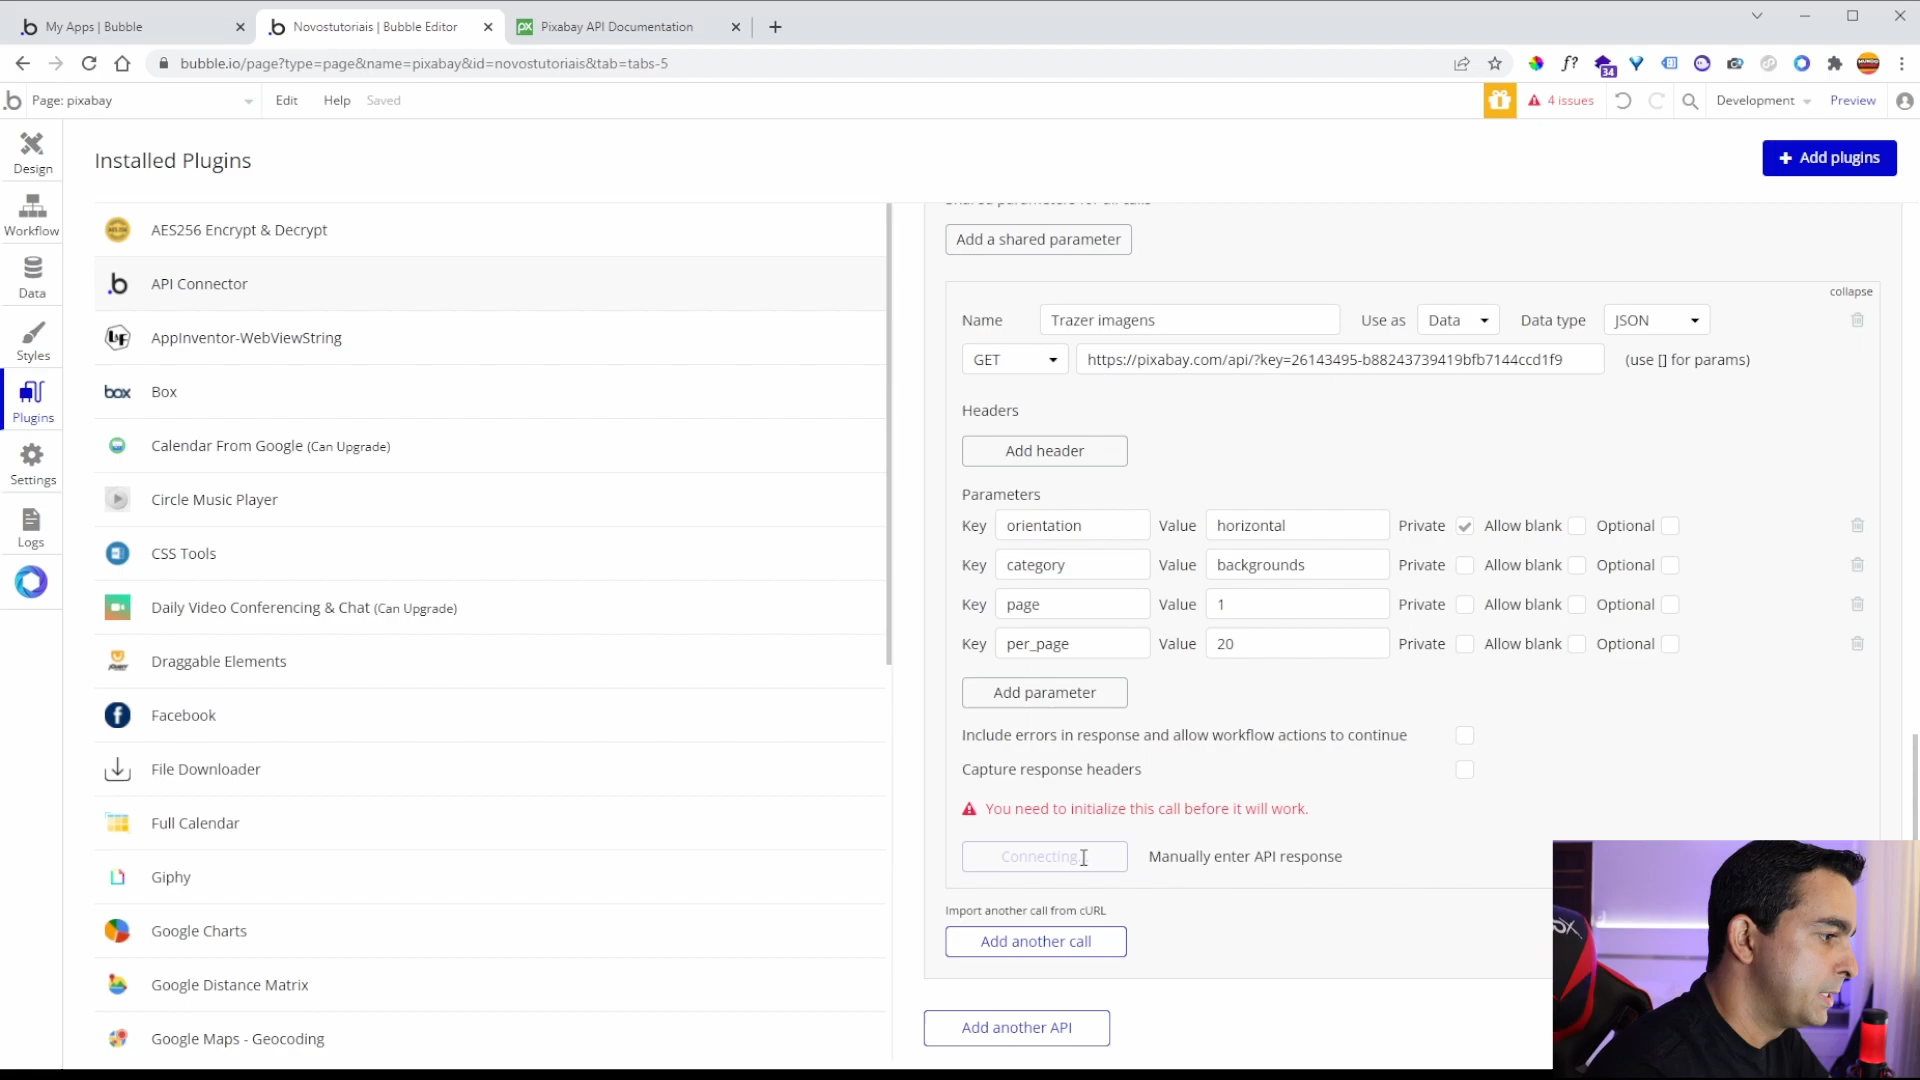 My Apps | Bubble
Novostutoriais | Bubble Editor
px
Pixabay API Documentation
bubble.io/page?type=page&name=pixabay&id=novostutoriais&tab=tabs-5
f?
34
Page: pixabay
Edit
Help
Saved
4 issues
Development
Preview
Design
Workflow
Data
Styles
Plugins
Settings
Logs
Installed Plugins
Add plugins
AES256 Encrypt & Decrypt
API Connector
AppInventor-WebViewString
box
Box
Calendar From Google (Can Upgrade)
Circle Music Player
CSS Tools
Daily Video Conferencing & Chat (Can Upgrade)
Draggable Elements
Facebook
File Downloader
Full Calendar
Giphy
Google Charts
Google Distance Matrix
Google Maps - Geocoding
Shared parameters for all calls
Add a shared parameter
collapse
Name Trazer imagens Use as Data Data type JSON
GET https://pixabay.com/api/?key=26143495-b88243739419bfb7144ccd1f9 (use [] for params)
Headers
Add header
Parameters
Key orientation Value horizontal Private Allow blank Optional
Key category Value backgrounds Private Allow blank Optional
Key page Value 1 Private Allow blank Optional
Key per_page Value 20 Private Allow blank Optional
Add parameter
Include errors in response and allow workflow actions to continue
Capture response headers
You need to initialize this call before it will work.
Connecting
Manually enter API response
Import another call from cURL
Add another call
Add another API